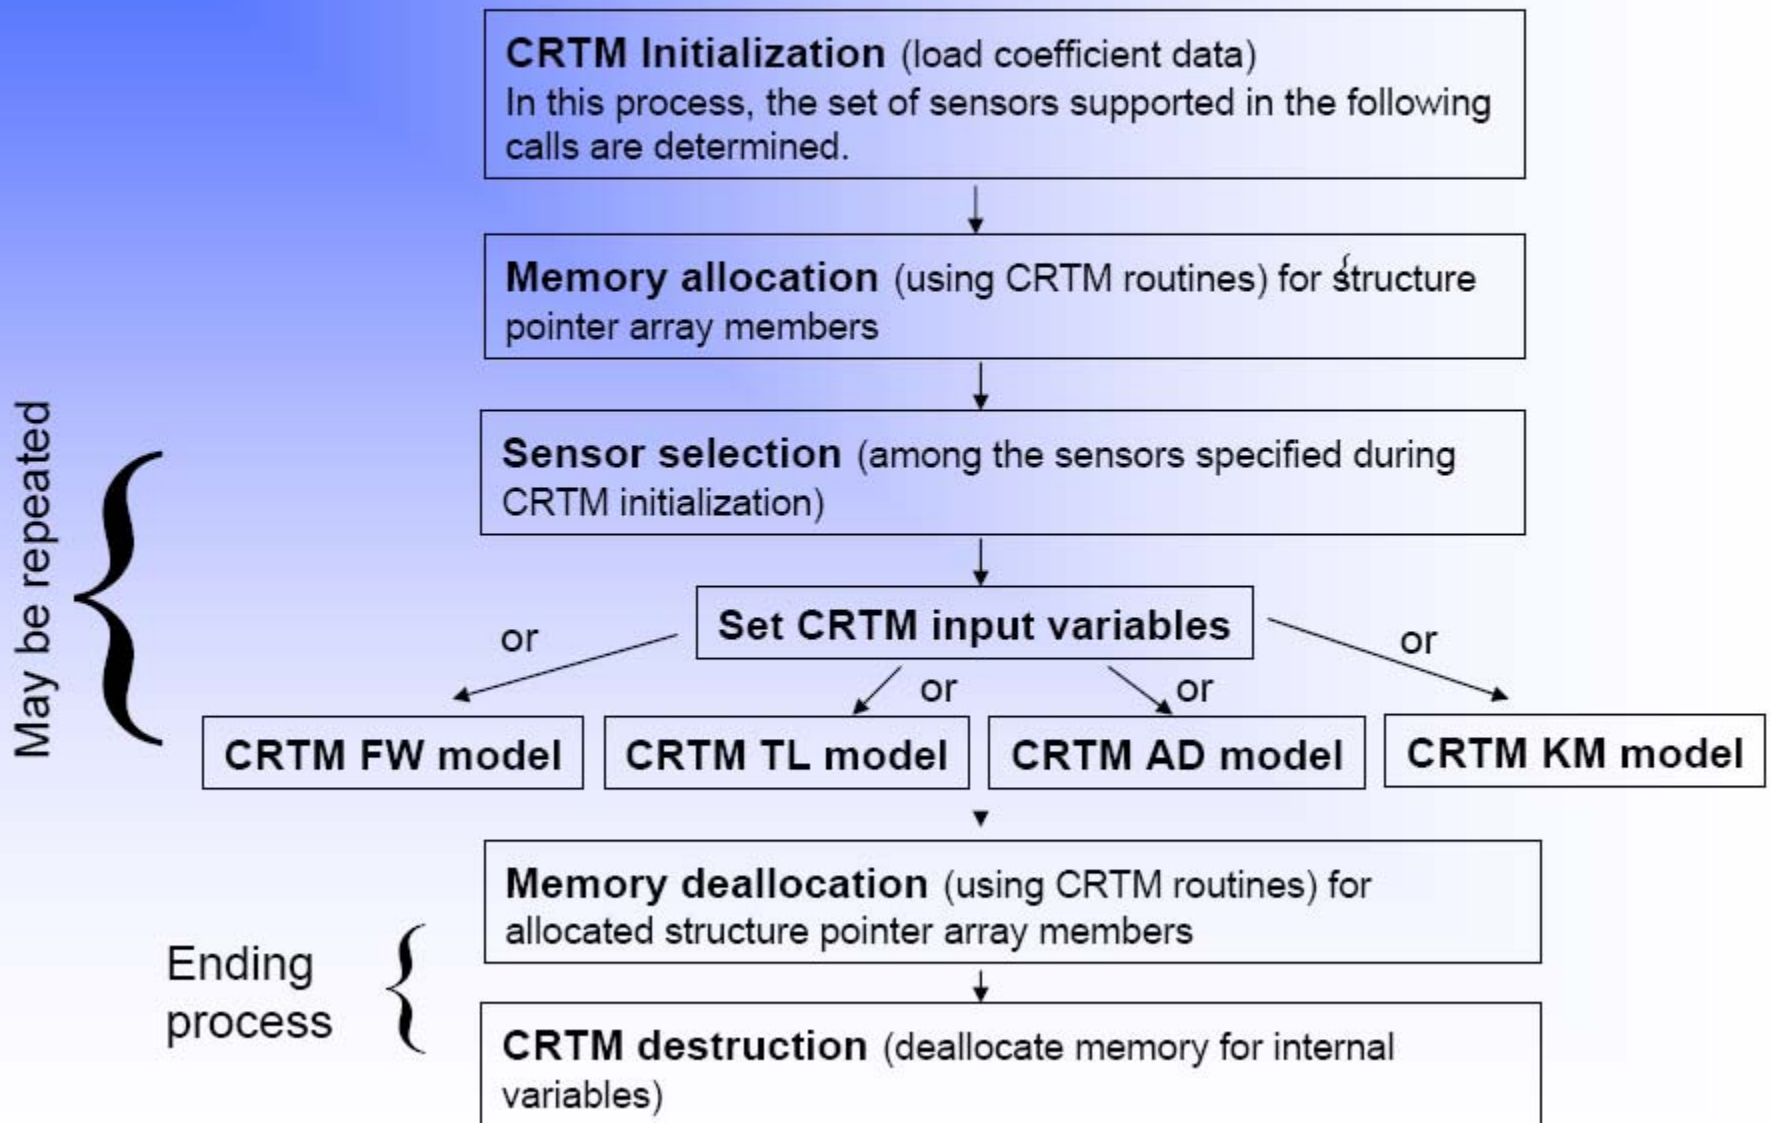 CRTM Initialization (load coefficient data)
In this process, the set of sensors supported in the following
calls are determined.
Memory allocation (using CRTM routines) for structure
pointer array members
May be repeated
Sensor selection (among the sensors specified during
CRTM initialization)
Set CRTM input variables
or
or
or
or
CRTM FW model
CRTM TL model
CRTM AD model
CRTM KM model
Memory deallocation (using CRTM routines) for
allocated structure pointer array members
Ending
process
CRTM destruction (deallocate memory for internal
variables)